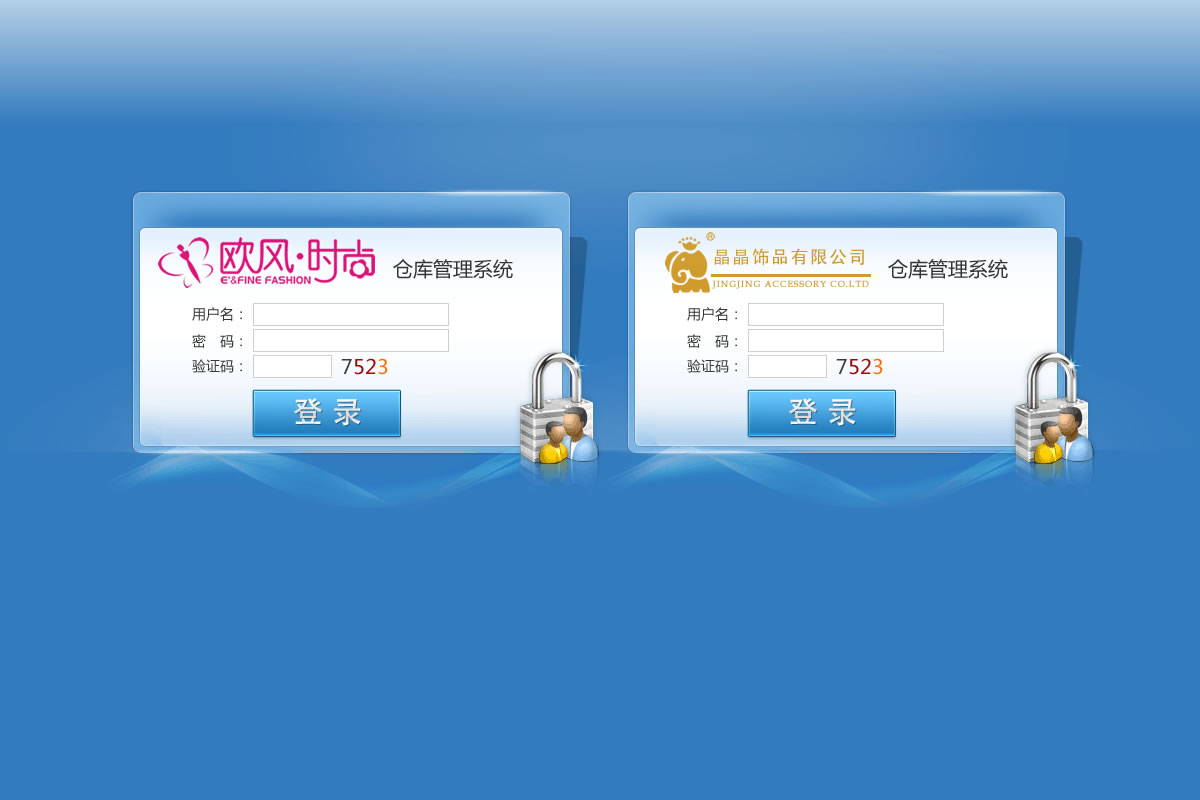 欧风·时尚
E'&FINE FASHION
仓库管理系统
用户名：
密 码：
验证码：
7523
登 录
®
晶晶饰品有限公司
JINGJING ACCESSORY CO.LTD
仓库管理系统
用户名：
密 码：
验证码：
7523
登 录